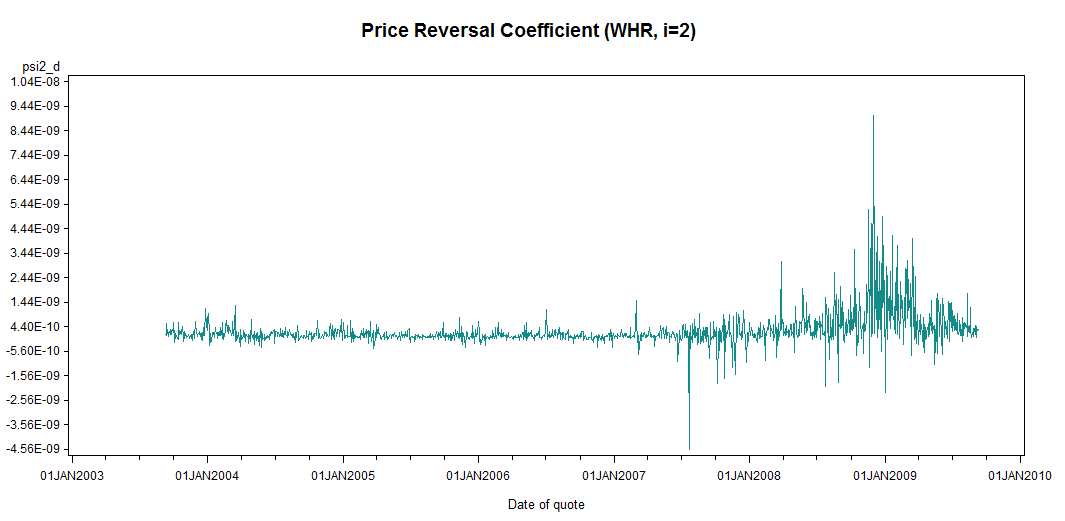 Price Reversal Coefficient (WHR, i=2)
psi2_d
1.04E-08
9.44E-09
8.44E-09
7.44E-09
6.44E-09
5.44E-09
4.44E-09
3.44E-09
2.44E-09
1.44E-09
4.40E-10
-5.60E-10
-1.56E-09
-2.56E-09
-3.56E-09
-4.56E-09
01JAN2003 01JAN2004 01JAN2005 01JAN2006 01JAN2007 01JAN2008 01JAN2009 01JAN2010
Date of quote